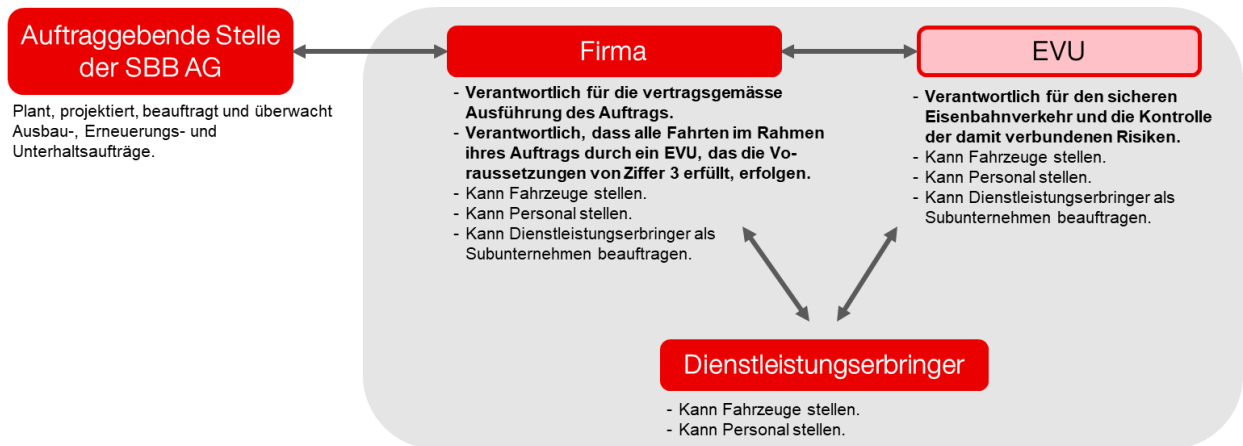 Auftraggebende Stelle
der SBB AG
Plant, projektiert, beauftragt und überwacht
Ausbau-, Erneuerungs- und
Unterhaltsaufträge.
Firma
- Verantwortlich für die vertragsgemässe
Ausführung des Auftrags.
- Verantwortlich, dass alle Fahrten im Rahmen
ihres Auftrags durch ein EVU, das die Vo-
raussetzungen von Ziffer 3 erfüllt, erfolgen.
- Kann Fahrzeuge stellen.
- Kann Personal stellen.
- Kann Dienstleistungserbringer als
Subunternehmen beauftragen.
EVU
- Verantwortlich für den sicheren
Eisenbahnverkehr und die Kontrolle
der damit verbundenen Risiken.
- Kann Fahrzeuge stellen.
- Kann Personal stellen.
- Kann Dienstleistungserbringer als
Subunternehmen beauftragen.
Dienstleistungserbringer
- Kann Fahrzeuge stellen.
- Kann Personal stellen.